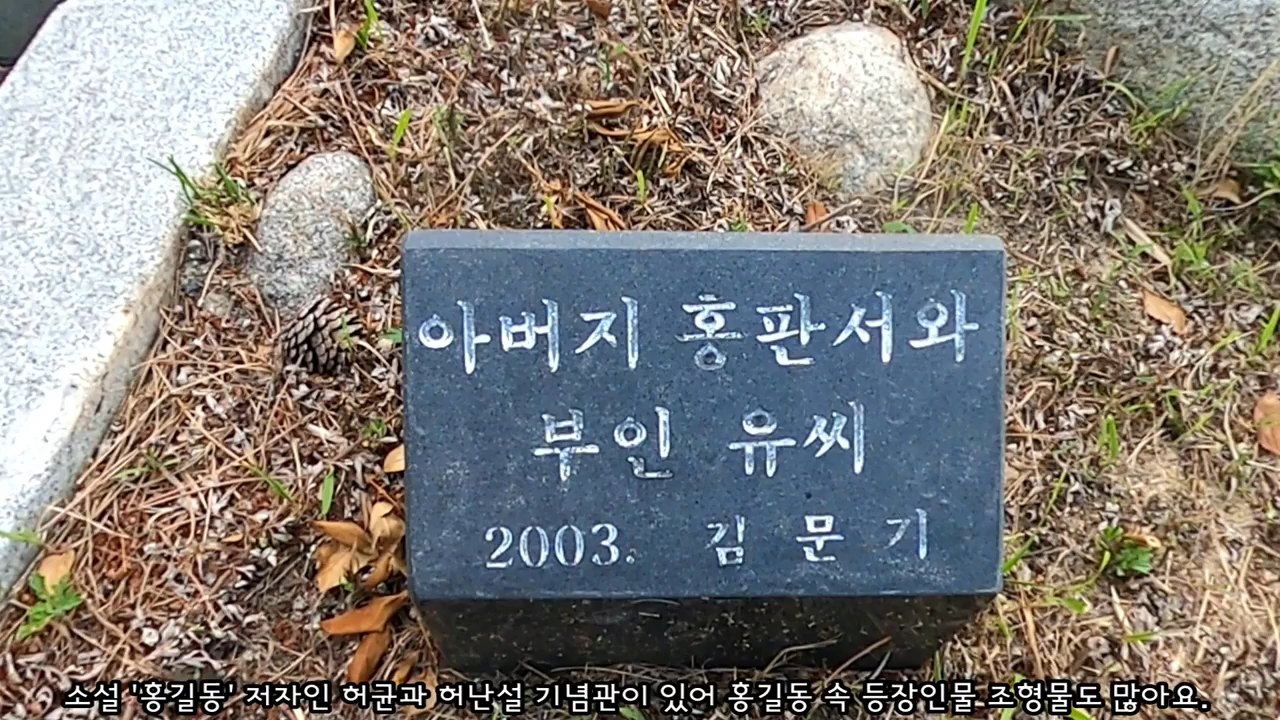 아버지 홍판서와
부인 유씨
2003. 김문기
소설 '홍길동' 저자인 허균과 허난설 기념관이 있어 홍길동 속 등장인물 조형물도 많아요.